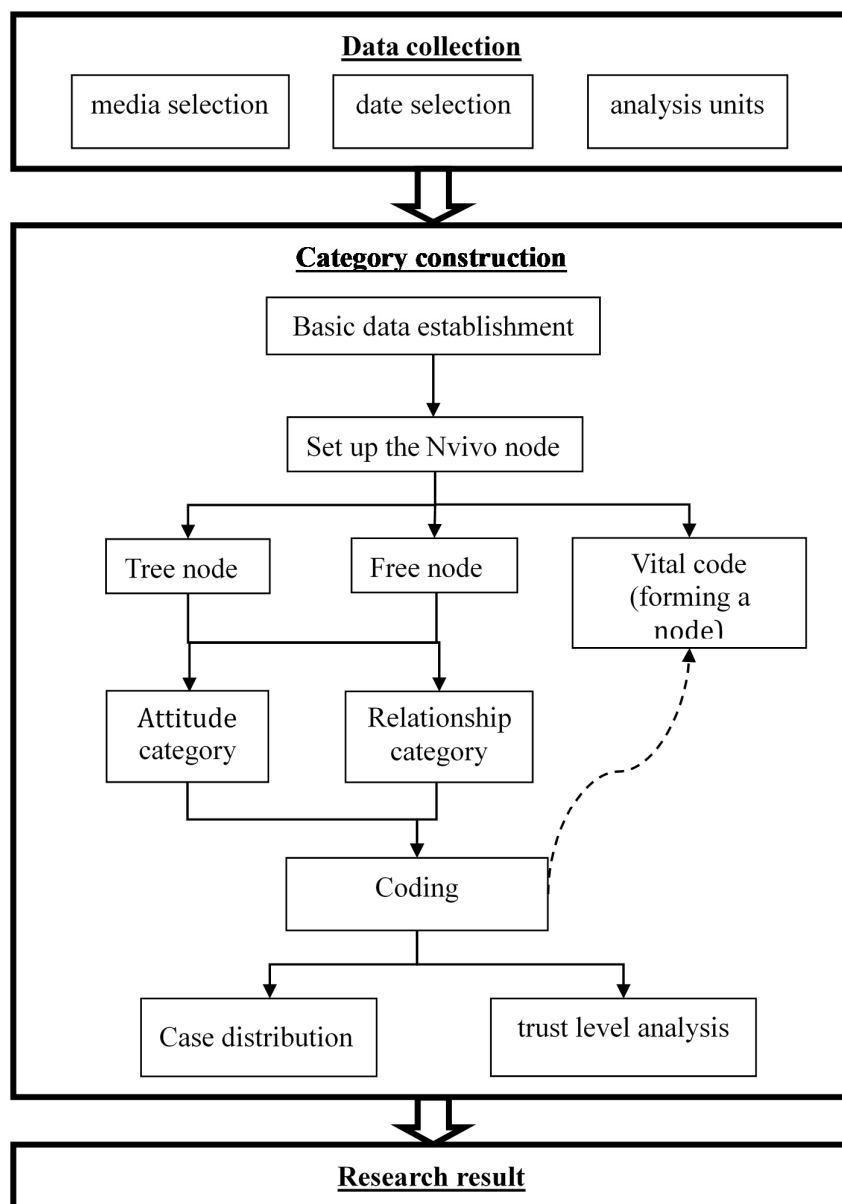 Data collection
media selection
date selection
analysis units
Category construction
Basic data establishment
Set up the Nvivo node
Tree node
Free node
Vital code
(forming a
node)
Attitude
category
Relationship
category
Coding
Case distribution
trust level analysis
Research result